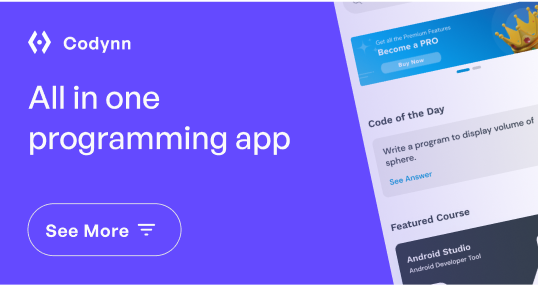 Codynn
All in one
programming app
See More
Get all the Premium Features
Become a PRO
Buy Now
Code of the Day
Write a program to display volume of
sphere.
See Answer
Featured Course
Android Studio
Android Developer Tool